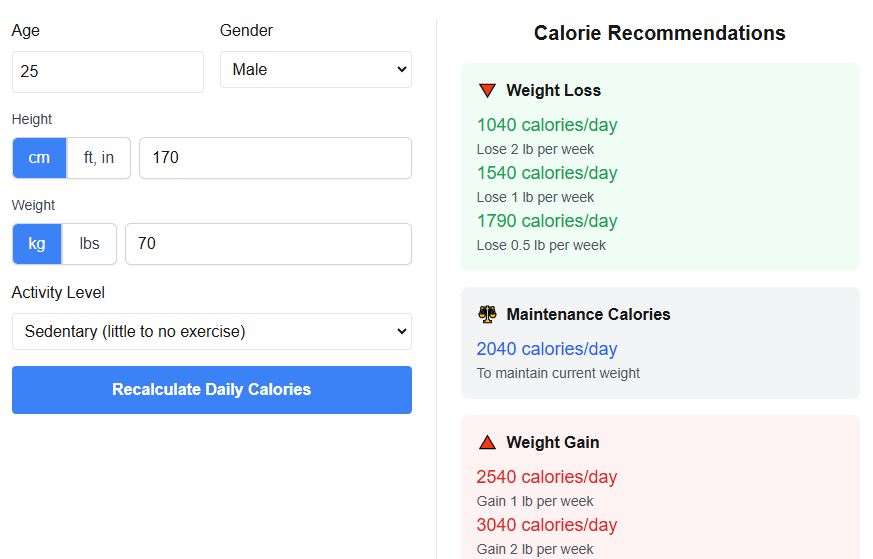 Age
Gender
25
Male
Height
cm
ft, in
170
Weight
kg
lbs
70
Activity Level
Sedentary (little to no exercise)
Recalculate Daily Calories
Calorie Recommendations
Weight Loss
1040 calories/day
Lose 2 lb per week
1540 calories/day
Lose 1 lb per week
1790 calories/day
Lose 0.5 lb per week
Maintenance Calories
2040 calories/day
To maintain current weight
Weight Gain
2540 calories/day
Gain 1 lb per week
3040 calories/day
Gain 2 lb per week